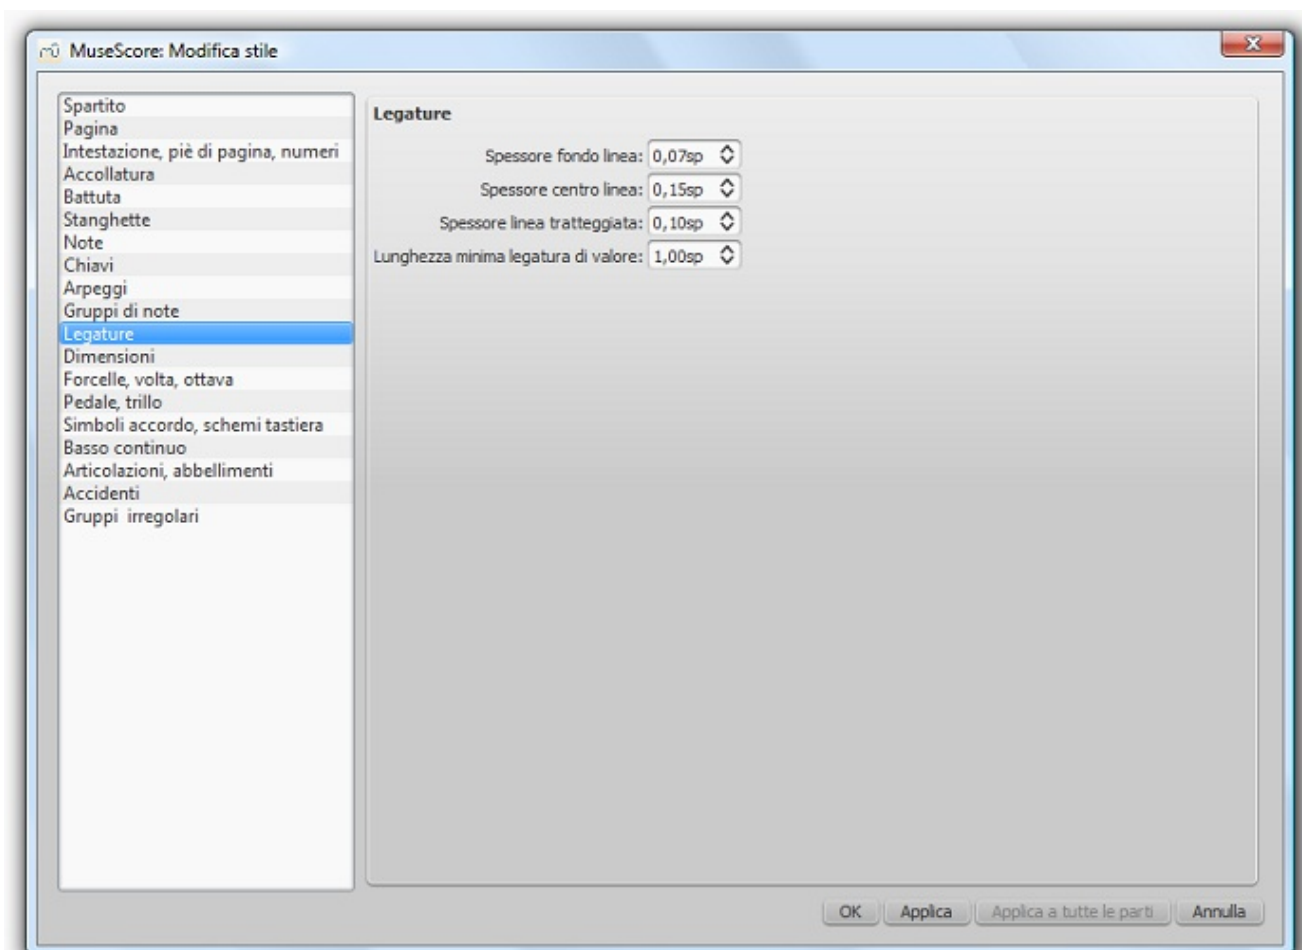 MuseScore: Modifica stile
Spartito
Pagina
Intestazione, piè di pagina, numeri
Accollatura
Battuta
Stanghette
Note
Chiavi
Arpeggi
Gruppi di note
Legature
Dimensioni
Forcelle, volta, ottava
Pedale, trillo
Simboli accordo, schemi tastiera
Basso continuo
Articolazioni, abbellimenti
Accidenti
Gruppi irregolari
Legature
Spessore fondo linea: 0,07sp
Spessore centro linea: 0,15sp
Spessore linea tratteggiata: 0,10sp
Lunghezza minima legatura di valore: 1,00sp
OK Applica Applica a tutte le parti Annulla